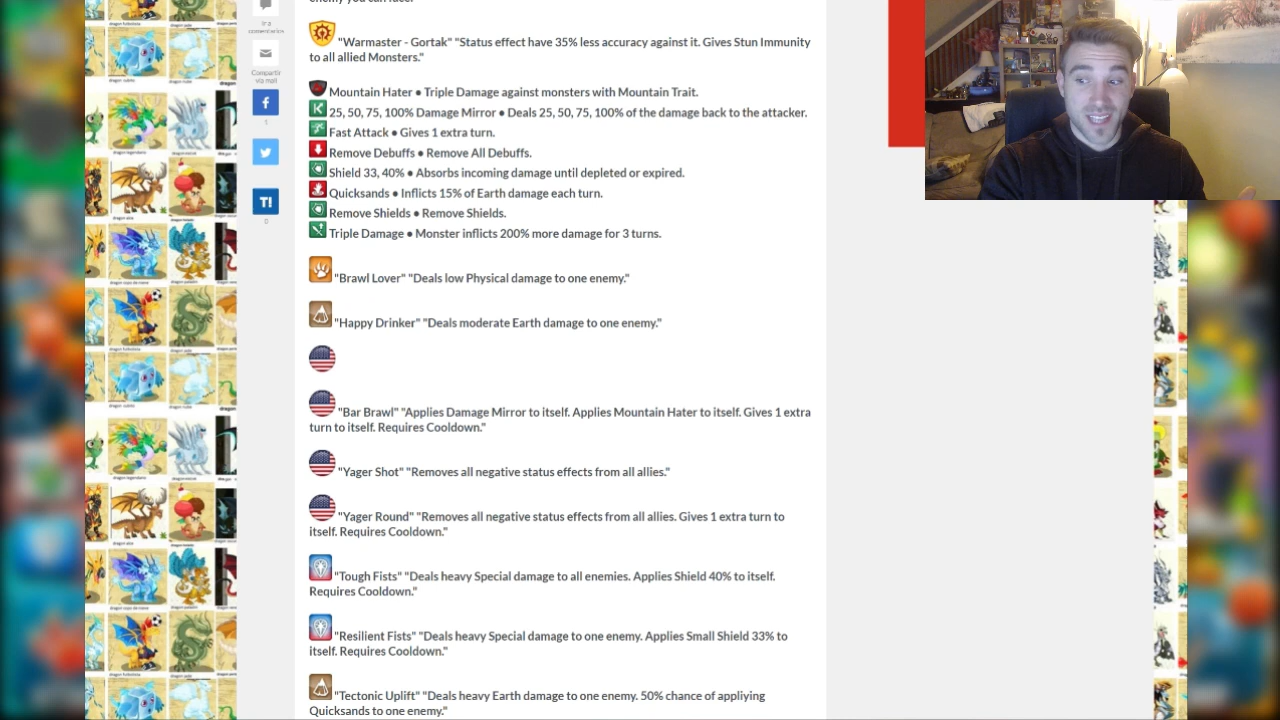 Ir a
comentarios
Compartir
via mail
1
T!
0
"Warmaster - Gortak" "Status effect have 35% less accuracy against it. Gives Stun Immunity
to all allied Monsters."
Mountain Hater ● Triple Damage against monsters with Mountain Trait.
25, 50, 75, 100% Damage Mirror ● Deals 25, 50, 75, 100% of the damage back to the attacker.
Fast Attack ● Gives 1 extra turn.
Remove Debuffs ● Remove All Debuffs.
Shield 33, 40% ● Absorbs incoming damage until depleted or expired.
Quicksands ● Inflicts 15% of Earth damage each turn.
Remove Shields ● Remove Shields.
Triple Damage ● Monster inflicts 200% more damage for 3 turns.
"Brawl Lover" "Deals low Physical damage to one enemy."
"Happy Drinker" "Deals moderate Earth damage to one enemy."
"Bar Brawl" "Applies Damage Mirror to itself. Applies Mountain Hater to itself. Gives 1 extra
turn to itself. Requires Cooldown."
"Yager Shot" "Removes all negative status effects from all allies."
"Yager Round" "Removes all negative status effects from all allies. Gives 1 extra turn to
itself. Requires Cooldown."
"Tough Fists" "Deals heavy Special damage to all enemies. Applies Shield 40% to itself.
Requires Cooldown."
"Resilient Fists" "Deals heavy Special damage to one enemy. Applies Small Shield 33% to
itself. Requires Cooldown."
"Tectonic Uplift" "Deals heavy Earth damage to one enemy. 50% chance of appliying
Quicksands to one enemy."